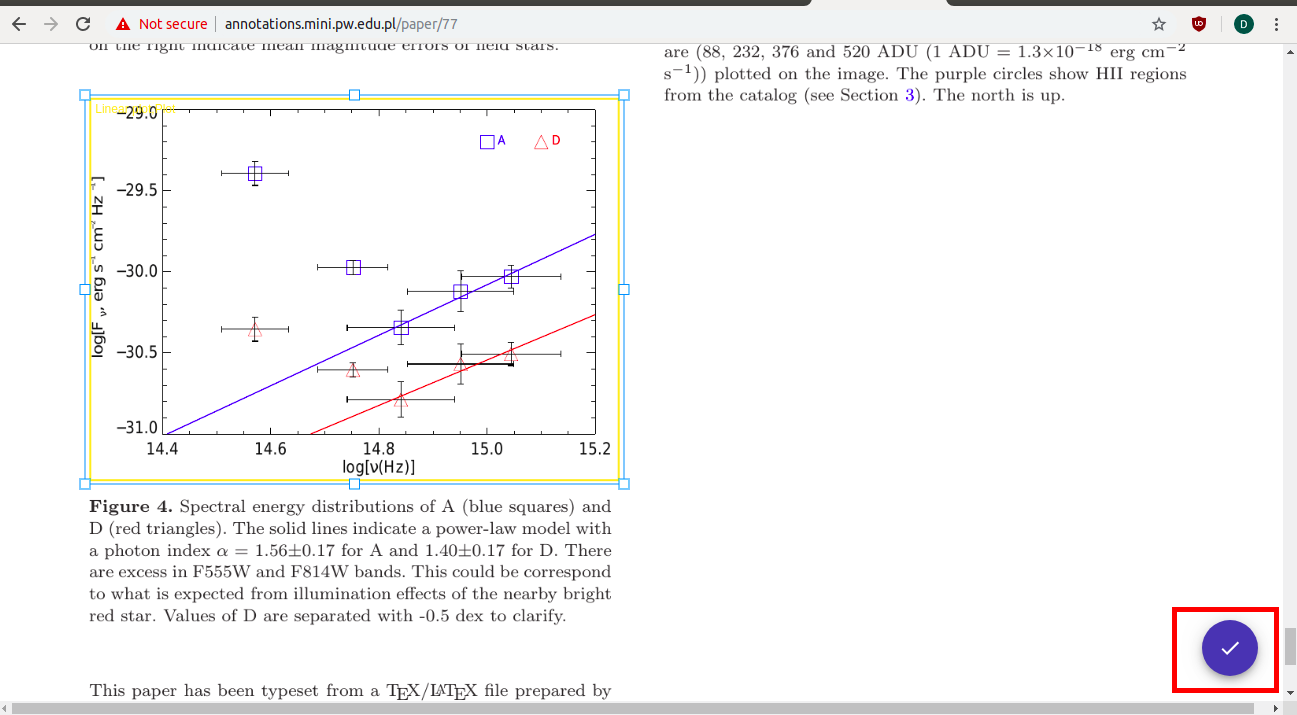 Not secure annotations.mini.pw.edu.pl/paper/77 D
on the right indicate mean magnitude errors of field stars.
are (88, 232, 376 and 520 ADU (1 ADU = 1.3×10⁻¹⁸ erg cm⁻²
s⁻¹)) plotted on the image. The purple circles show HII regions
from the catalog (see Section 3). The north is up.
Plot
−29.0
A D
−29.5
−30.0
−30.5
−31.0
log[F ν, erg s⁻¹ cm⁻² Hz⁻¹]
14.4 14.6 14.8 15.0 15.2
log[ν(Hz)]
Figure 4. Spectral energy distributions of A (blue squares) and
D (red triangles). The solid lines indicate a power-law model with
a photon index α = 1.56±0.17 for A and 1.40±0.17 for D. There
are excess in F555W and F814W bands. This could be correspond
to what is expected from illumination effects of the nearby bright
red star. Values of D are separated with -0.5 dex to clarify.
This paper has been typeset from a TEX/LATEX file prepared by